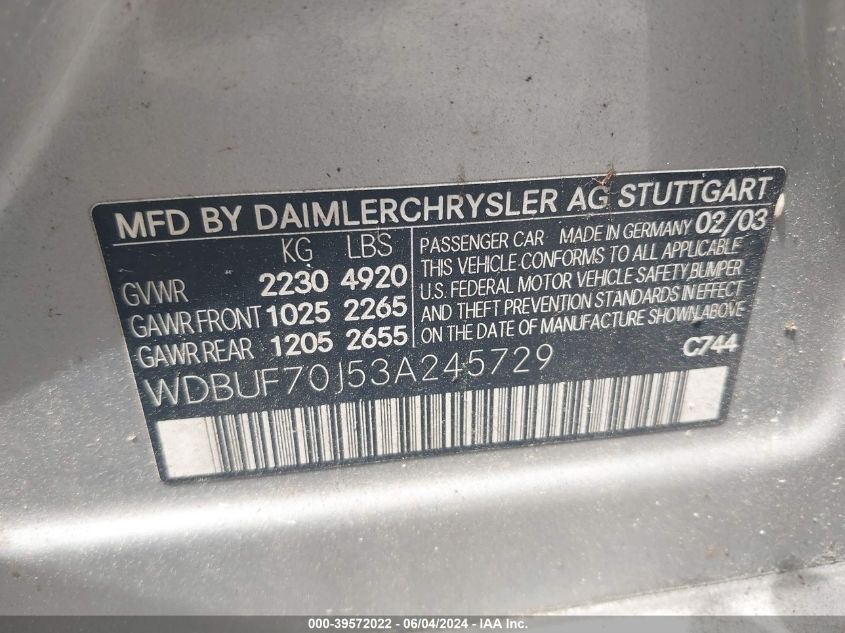 MFD BY DAIMLERCHRYSLER AG STUTTGART
KG LBS
GVWR 2230 4920
GAWR FRONT 1025 2265
GAWR REAR 1205 2655
PASSENGER CAR MADE IN GERMANY 02/03
THIS VEHICLE CONFORMS TO ALL APPLICABLE
U.S. FEDERAL MOTOR VEHICLE SAFETY BUMPER
AND THEFT PREVENTION STANDARDS IN EFFECT
ON THE DATE OF MANUFACTURE SHOWN ABOVE
C744
WDBUF70J53A245729
000-39572022 - 06/04/2024 - IAA Inc.